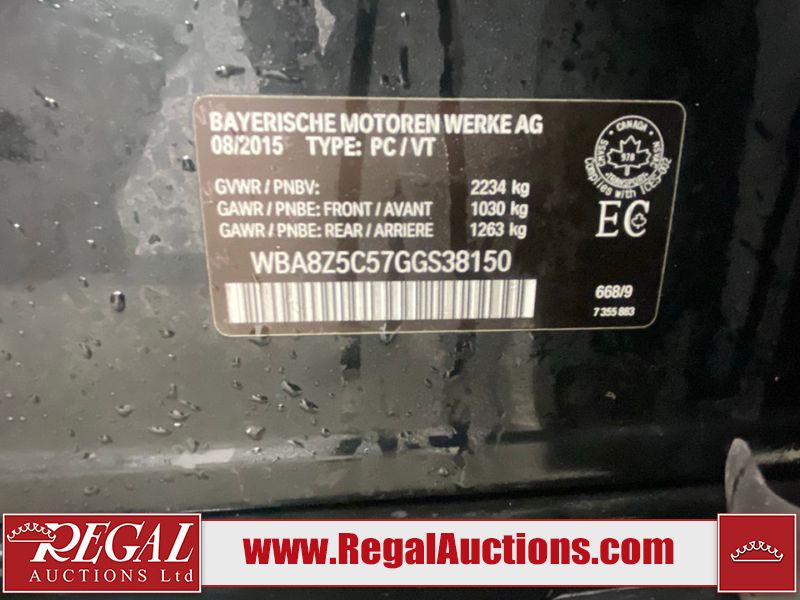 BAYERISCHE MOTOREN WERKE AG
08/2015 TYPE: PC / VT
GVWR / PNBV: 2234 kg
GAWR / PNBE: FRONT / AVANT 1030 kg
GAWR / PNBE: REAR / ARRIERE 1263 kg
WBA8Z5C57GGS38150
CANADA
978
TRANSPORT
EC
668/9
7 355 883
REGAL
AUCTIONS Ltd
www.RegalAuctions.com